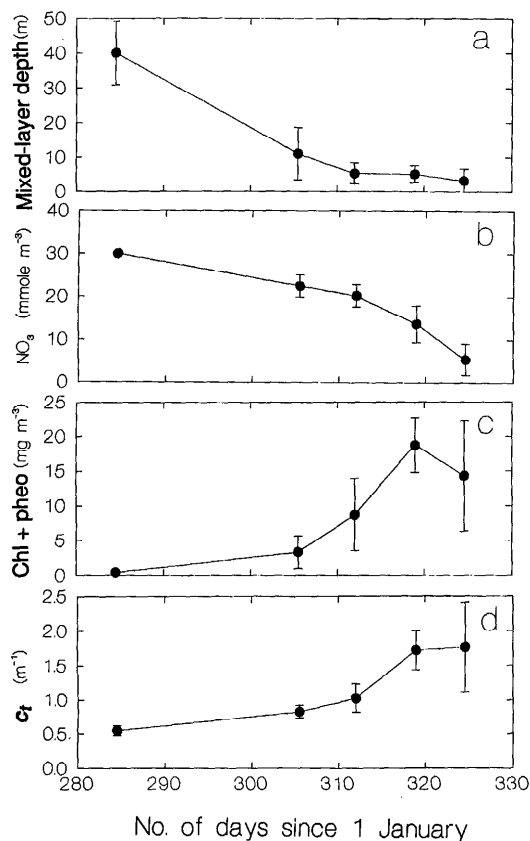 a
Mixed-layer depth(m)
50
40
30
20
10
0
b
NO₃ (mmole m⁻³)
40
30
20
10
0
c
Chl + pheo (mg m⁻³)
25
20
15
10
5
0
d
c_t (m⁻¹)
2.5
2.0
1.5
1.0
0.5
0.0
280 290 300 310 320 330
No. of days since 1 January